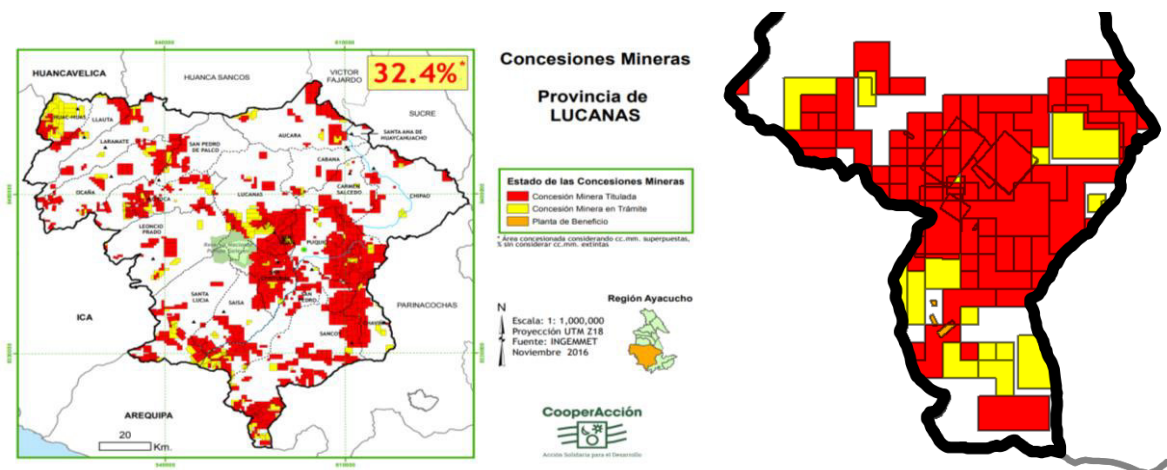 32.4%*
HUANCAVELICA
HUANCA SANCOS
VICTOR
FAJARDO
SUCRE
HUAC-HUAS
LLAUTA
LARAMATE
SAN PEDRO
DE PALCO
AUCARA
SANTA ANA DE
HUAYCAHUACHO
CABANA
OCAÑA
LUCANAS
CARMEN
SALCEDO
CHIPAO
LEONCIO
PRADO
PUQUIO
SANTA
LUCIA
SAISA
PEDRO
SANCOS
PARINACOCHAS
ICA
AREQUIPA
20
Km.
Concesiones Mineras
Provincia de
LUCANAS
Estado de las Concesiones Mineras
Concesión Minera Titulada
Concesión Minera en Trámite
Planta de Beneficio
* Área concesionada considerando cc.mm. superpuestas,
y sin considerar cc.mm. extintas
N
Escala: 1: 1,000,000
Proyección UTM Z18
Fuente: INGEMMET
Noviembre 2016
Región Ayacucho
CooperAcción
Acción Solidaria para el Desarrollo